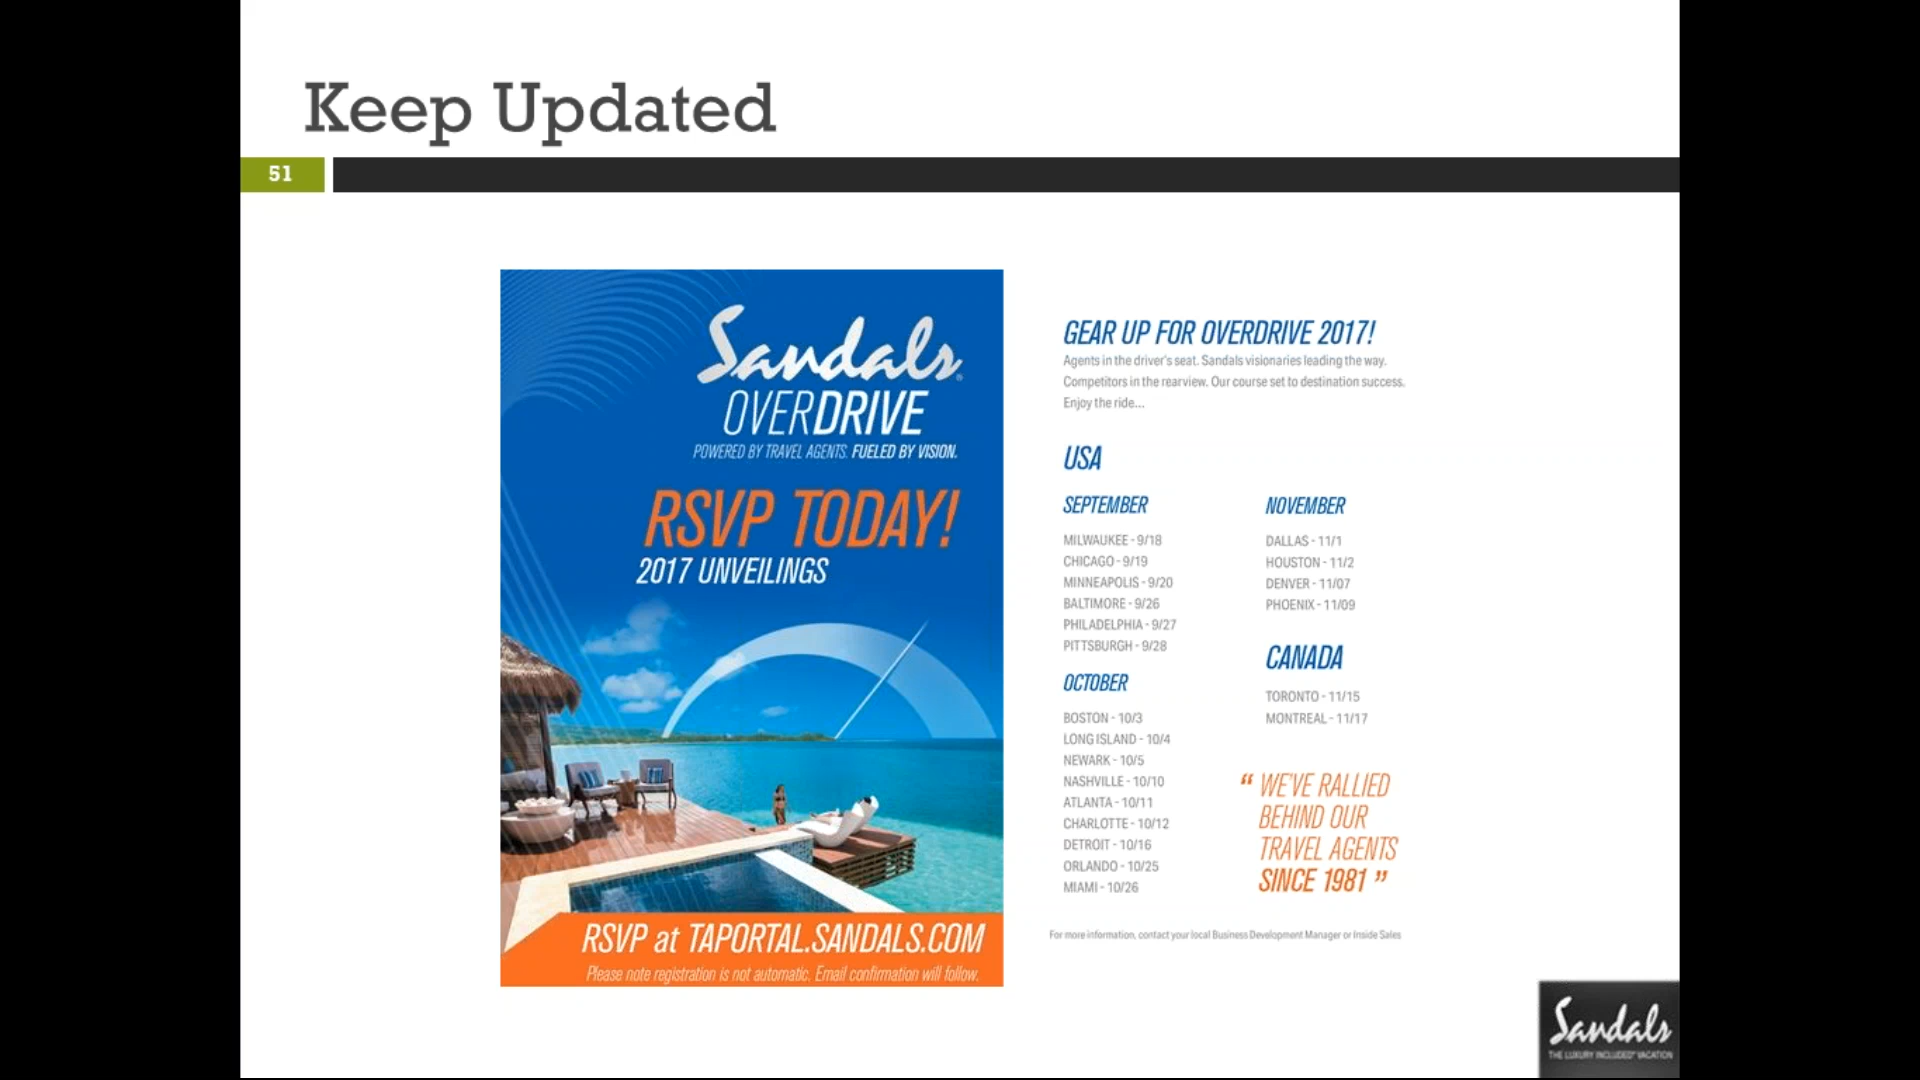 Keep Updated
51
Sandals
OVERDRIVE
POWERED BY TRAVEL AGENTS. FUELED BY VISION.
RSVP TODAY!
2017 UNVEILINGS
RSVP at TAPORTAL.SANDALS.COM
Please note registration is not automatic. Email confirmation will follow.
GEAR UP FOR OVERDRIVE 2017!
Agents in the driver's seat. Sandals visionaries leading the way.
Competitors in the rearview. Our course set to destination success.
Enjoy the ride...
USA
SEPTEMBER
MILWAUKEE - 9/18
CHICAGO - 9/19
MINNEAPOLIS - 9/20
BALTIMORE - 9/26
PHILADELPHIA - 9/27
PITTSBURGH - 9/28
OCTOBER
BOSTON - 10/3
LONG ISLAND - 10/4
NEWARK - 10/5
NASHVILLE - 10/10
ATLANTA - 10/11
CHARLOTTE - 10/12
DETROIT - 10/16
ORLANDO - 10/25
MIAMI - 10/26
NOVEMBER
DALLAS - 11/1
HOUSTON - 11/2
DENVER - 11/07
PHOENIX - 11/09
CANADA
TORONTO - 11/15
MONTREAL - 11/17
“ WE'VE RALLIED
BEHIND OUR
TRAVEL AGENTS
SINCE 1981 ”
For more information, contact your local Business Development Manager or Inside Sales
Sandals
THE LUXURY INCLUDED® VACATION